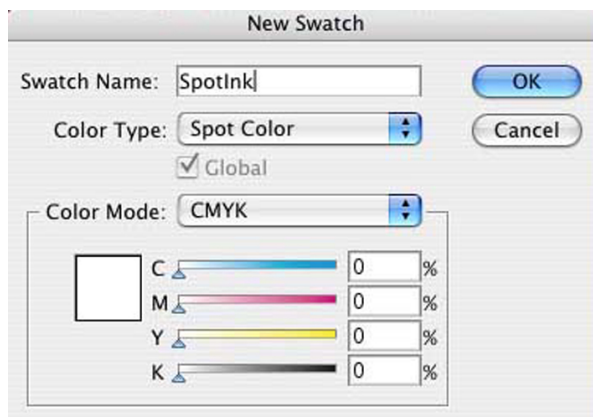 New Swatch
Swatch Name: SpotInk OK
Color Type: Spot Color Cancel
Global
Color Mode: CMYK
C 0 %
M 0 %
Y 0 %
K 0 %